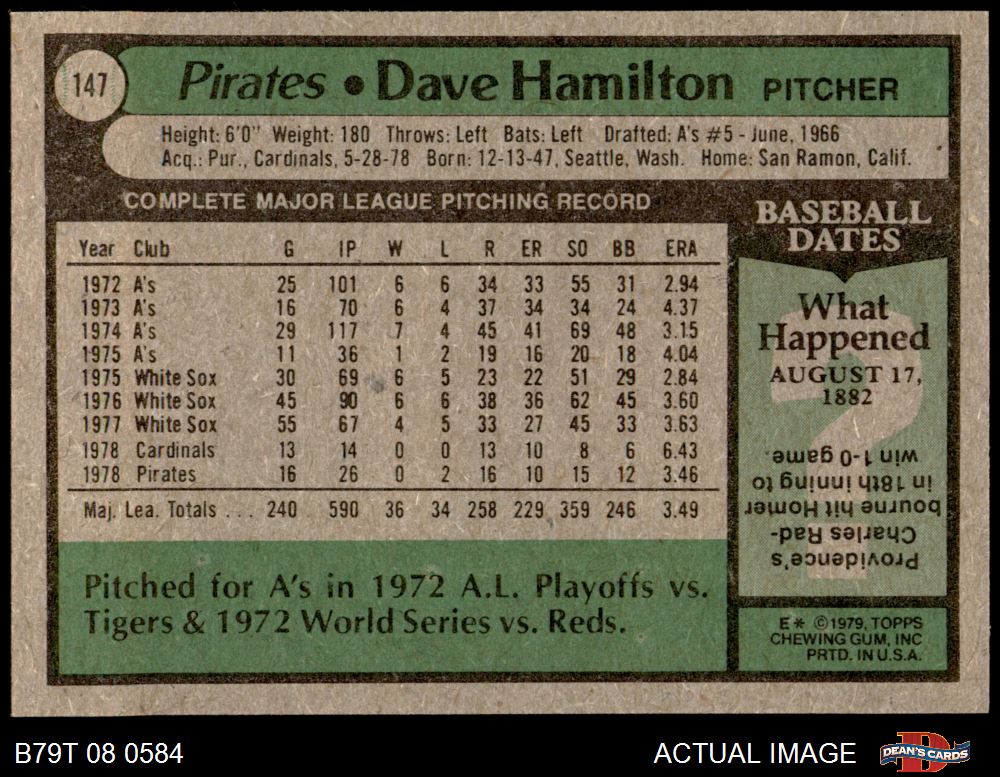 147
Pirates • Dave Hamilton PITCHER
Height: 6'0" Weight: 180 Throws: Left Bats: Left Drafted: A's #5 - June, 1966
Acq.: Pur., Cardinals, 5-28-78 Born: 12-13-47, Seattle, Wash. Home: San Ramon, Calif.
COMPLETE MAJOR LEAGUE PITCHING RECORD
Year Club G IP W L R ER SO BB ERA
1972 A's 25 101 6 6 34 33 55 31 2.94
1973 A's 16 70 6 4 37 34 34 24 4.37
1974 A's 29 117 7 4 45 41 69 48 3.15
1975 A's 11 36 1 2 19 16 20 18 4.04
1975 White Sox 30 69 6 5 23 22 51 29 2.84
1976 White Sox 45 90 6 6 38 36 62 45 3.60
1977 White Sox 55 67 4 5 33 27 45 33 3.63
1978 Cardinals 13 14 0 0 13 10 8 6 6.43
1978 Pirates 16 26 0 2 16 10 15 12 3.46
Maj. Lea. Totals . . . 240 590 36 34 258 229 359 246 3.49
Pitched for A's in 1972 A.L. Playoffs vs.
Tigers & 1972 World Series vs. Reds.
BASEBALL
DATES
What
Happened
AUGUST 17,
1882
Providence's
Charles Rad-
bourne hit Homer
in 18th inning to
win 1-0 game.
E* ©1979, TOPPS
CHEWING GUM, INC
PRTD. IN U.S.A.
B79T 08 0584
ACTUAL IMAGE
D
DEAN'S CARDS